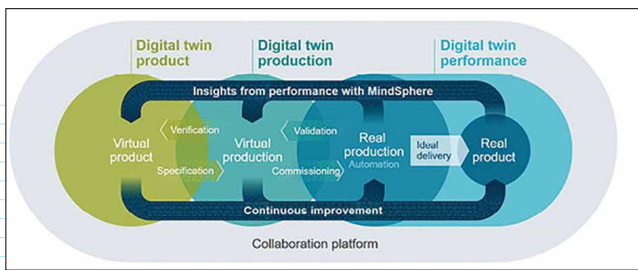 Digital twin
product
Digital twin
production
Digital twin
performance
Insights from performance with MindSphere
Virtual
product
Verification
Specification
Virtual
production
Validation
Commissioning
Real
production
Automation
Ideal
delivery
Real
product
Continuous improvement
Collaboration platform